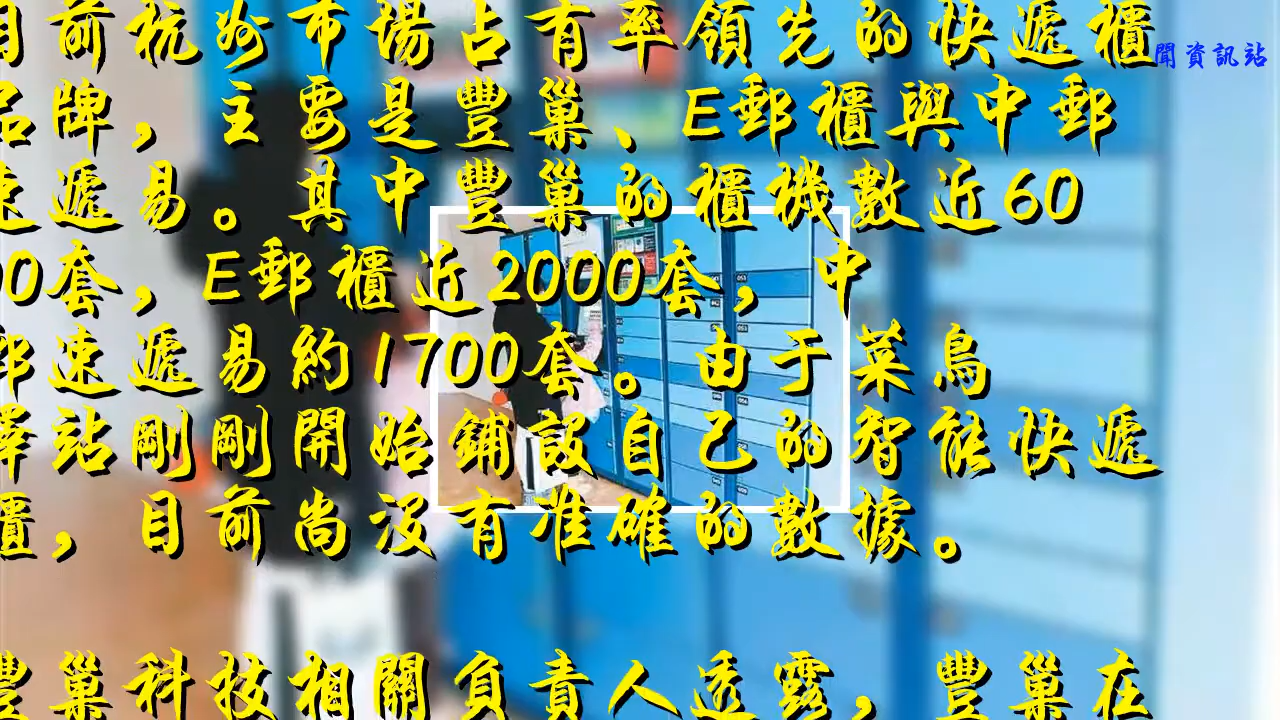 目前杭州市場占有率領先的快遞櫃
聞資訊站
品牌，主要是豐巢、E郵櫃與中郵
速遞易。其中豐巢的櫃機數近60
00套，E郵櫃近2000套，中
郵速遞易約1700套。由于菜鳥
驛站剛剛開始鋪設自己的智能快遞
櫃，目前尚沒有准確的數據。
豐巢科技相關負責人透露，豐巢在